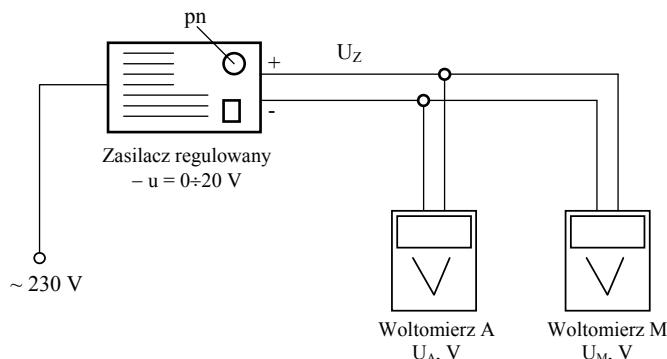 pn
+
U_Z
-
Zasilacz regulowany
– u = 0÷20 V
~ 230 V
Woltomierz A
U_A, V
Woltomierz M
U_M, V